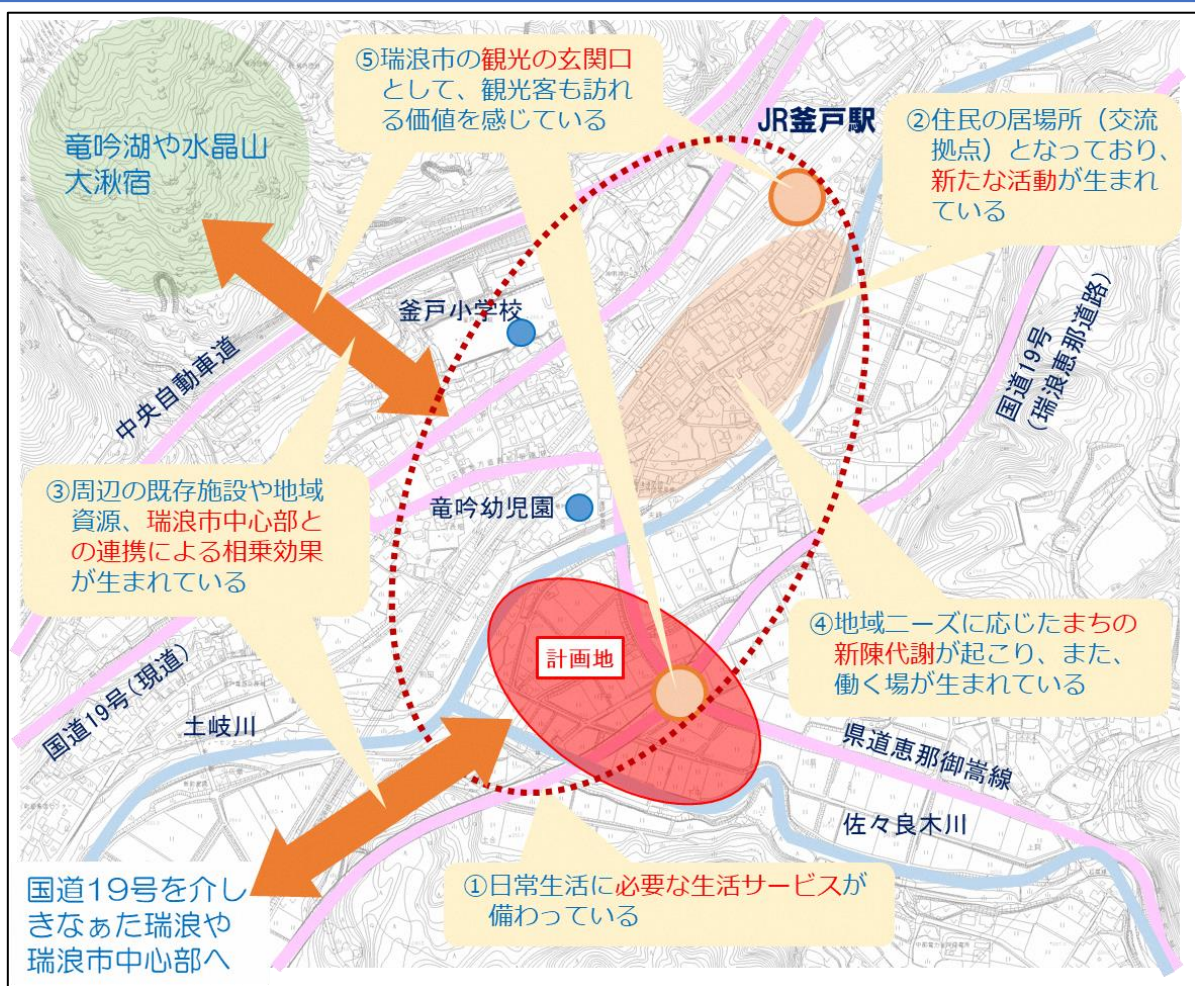 ⑤瑞浪市の観光の玄関口
として、観光客も訪れ
る価値を感じている
JR釜戸駅
②住民の居場所（交流
拠点）となっており、
新たな活動が生まれ
ている
竜吟湖や水晶山
大湫宿
釜戸小学校
中央自動車道
国道19号
(瑞浪恵那道路)
③周辺の既存施設や地域
資源、瑞浪市中心部と
の連携による相乗効果
が生まれている
竜吟幼児園
計画地
④地域ニーズに応じたまちの
新陳代謝が起こり、また、
働く場が生まれている
国道19号(現道)
土岐川
県道恵那御嵩線
佐々良木川
①日常生活に必要な生活サービスが
備わっている
国道19号を介し
きなぁた瑞浪や
瑞浪市中心部へ